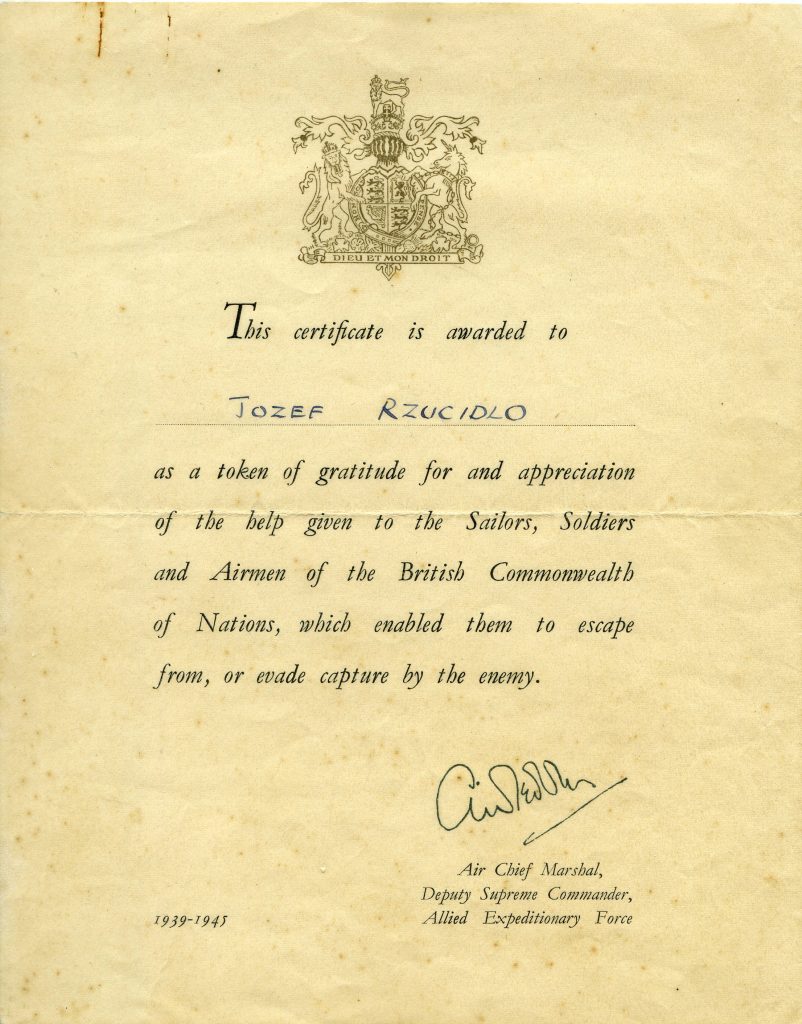 DIEU ET MON DROIT
This certificate is awarded to
JOZEF RZUCIDLO
as a token of gratitude for and appreciation
of the help given to the Sailors, Soldiers
and Airmen of the British Commonwealth
of Nations, which enabled them to escape
from, or evade capture by the enemy.
Air Chief Marshal,
Deputy Supreme Commander,
1939-1945 Allied Expeditionary Force